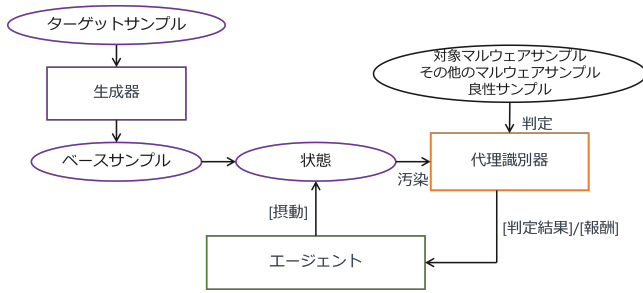 ターゲットサンプル
生成器
ベースサンプル
状態
対象マルウェアサンプル
その他のマルウェアサンプル
良性サンプル
判定
代理識別器
汚染
[摂動]
エージェント
[判定結果]/[報酬]